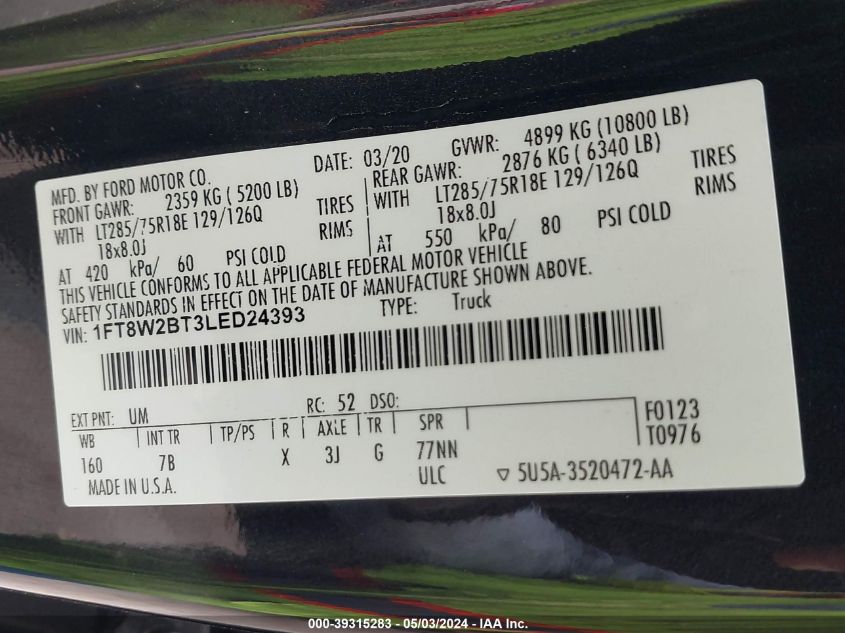 MFD. BY FORD MOTOR CO. DATE: 03/20 GVWR: 4899 KG (10800 LB)
FRONT GAWR: 2359 KG ( 5200 LB) REAR GAWR: 2876 KG ( 6340 LB)
WITH LT285/75R18E 129/126Q TIRES WITH LT285/75R18E 129/126Q TIRES
18x8.0J RIMS 18x8.0J RIMS
AT 420 kPa/ 60 PSI COLD AT 550 kPa/ 80 PSI COLD
THIS VEHICLE CONFORMS TO ALL APPLICABLE FEDERAL MOTOR VEHICLE
SAFETY STANDARDS IN EFFECT ON THE DATE OF MANUFACTURE SHOWN ABOVE.
VIN: 1FT8W2BT3LED24393 TYPE: Truck
EXT PNT: UM RC: 52 DSO:
WB INT TR TP/PS R AXLE TR SPR F0123
160 7B X 3J G 77NN T0976
MADE IN U.S.A. ULC 5U5A-3520472-AA
000-39315283 - 05/03/2024 - IAA Inc.